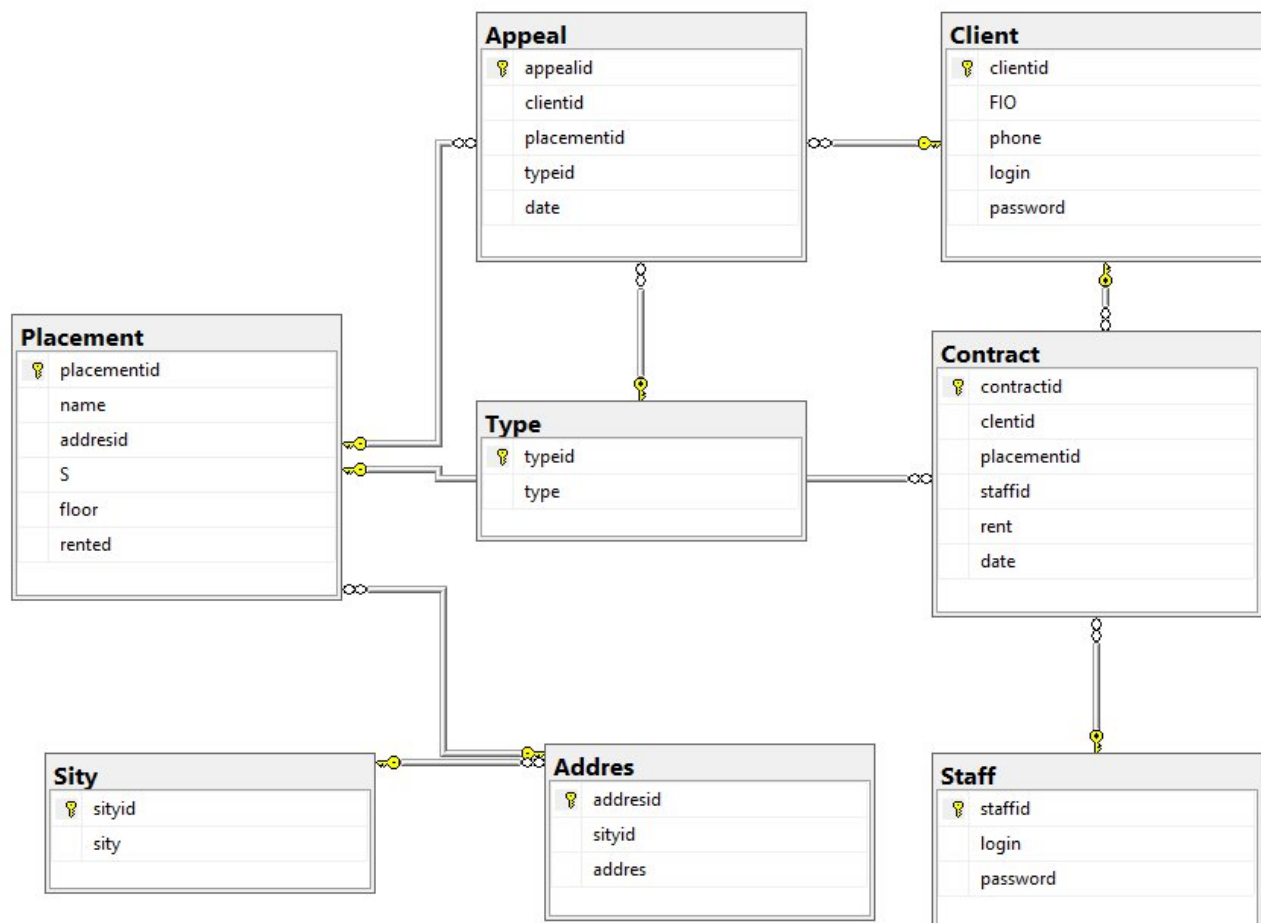 Appeal
appealid
clientid
placementid
typeid
date
Client
clientid
FIO
phone
login
password
Placement
placementid
name
addresid
S
floor
rented
Type
typeid
type
Contract
contractid
clentid
placementid
staffid
rent
date
Sity
sityid
sity
Addres
addresid
sityid
addres
Staff
staffid
login
password